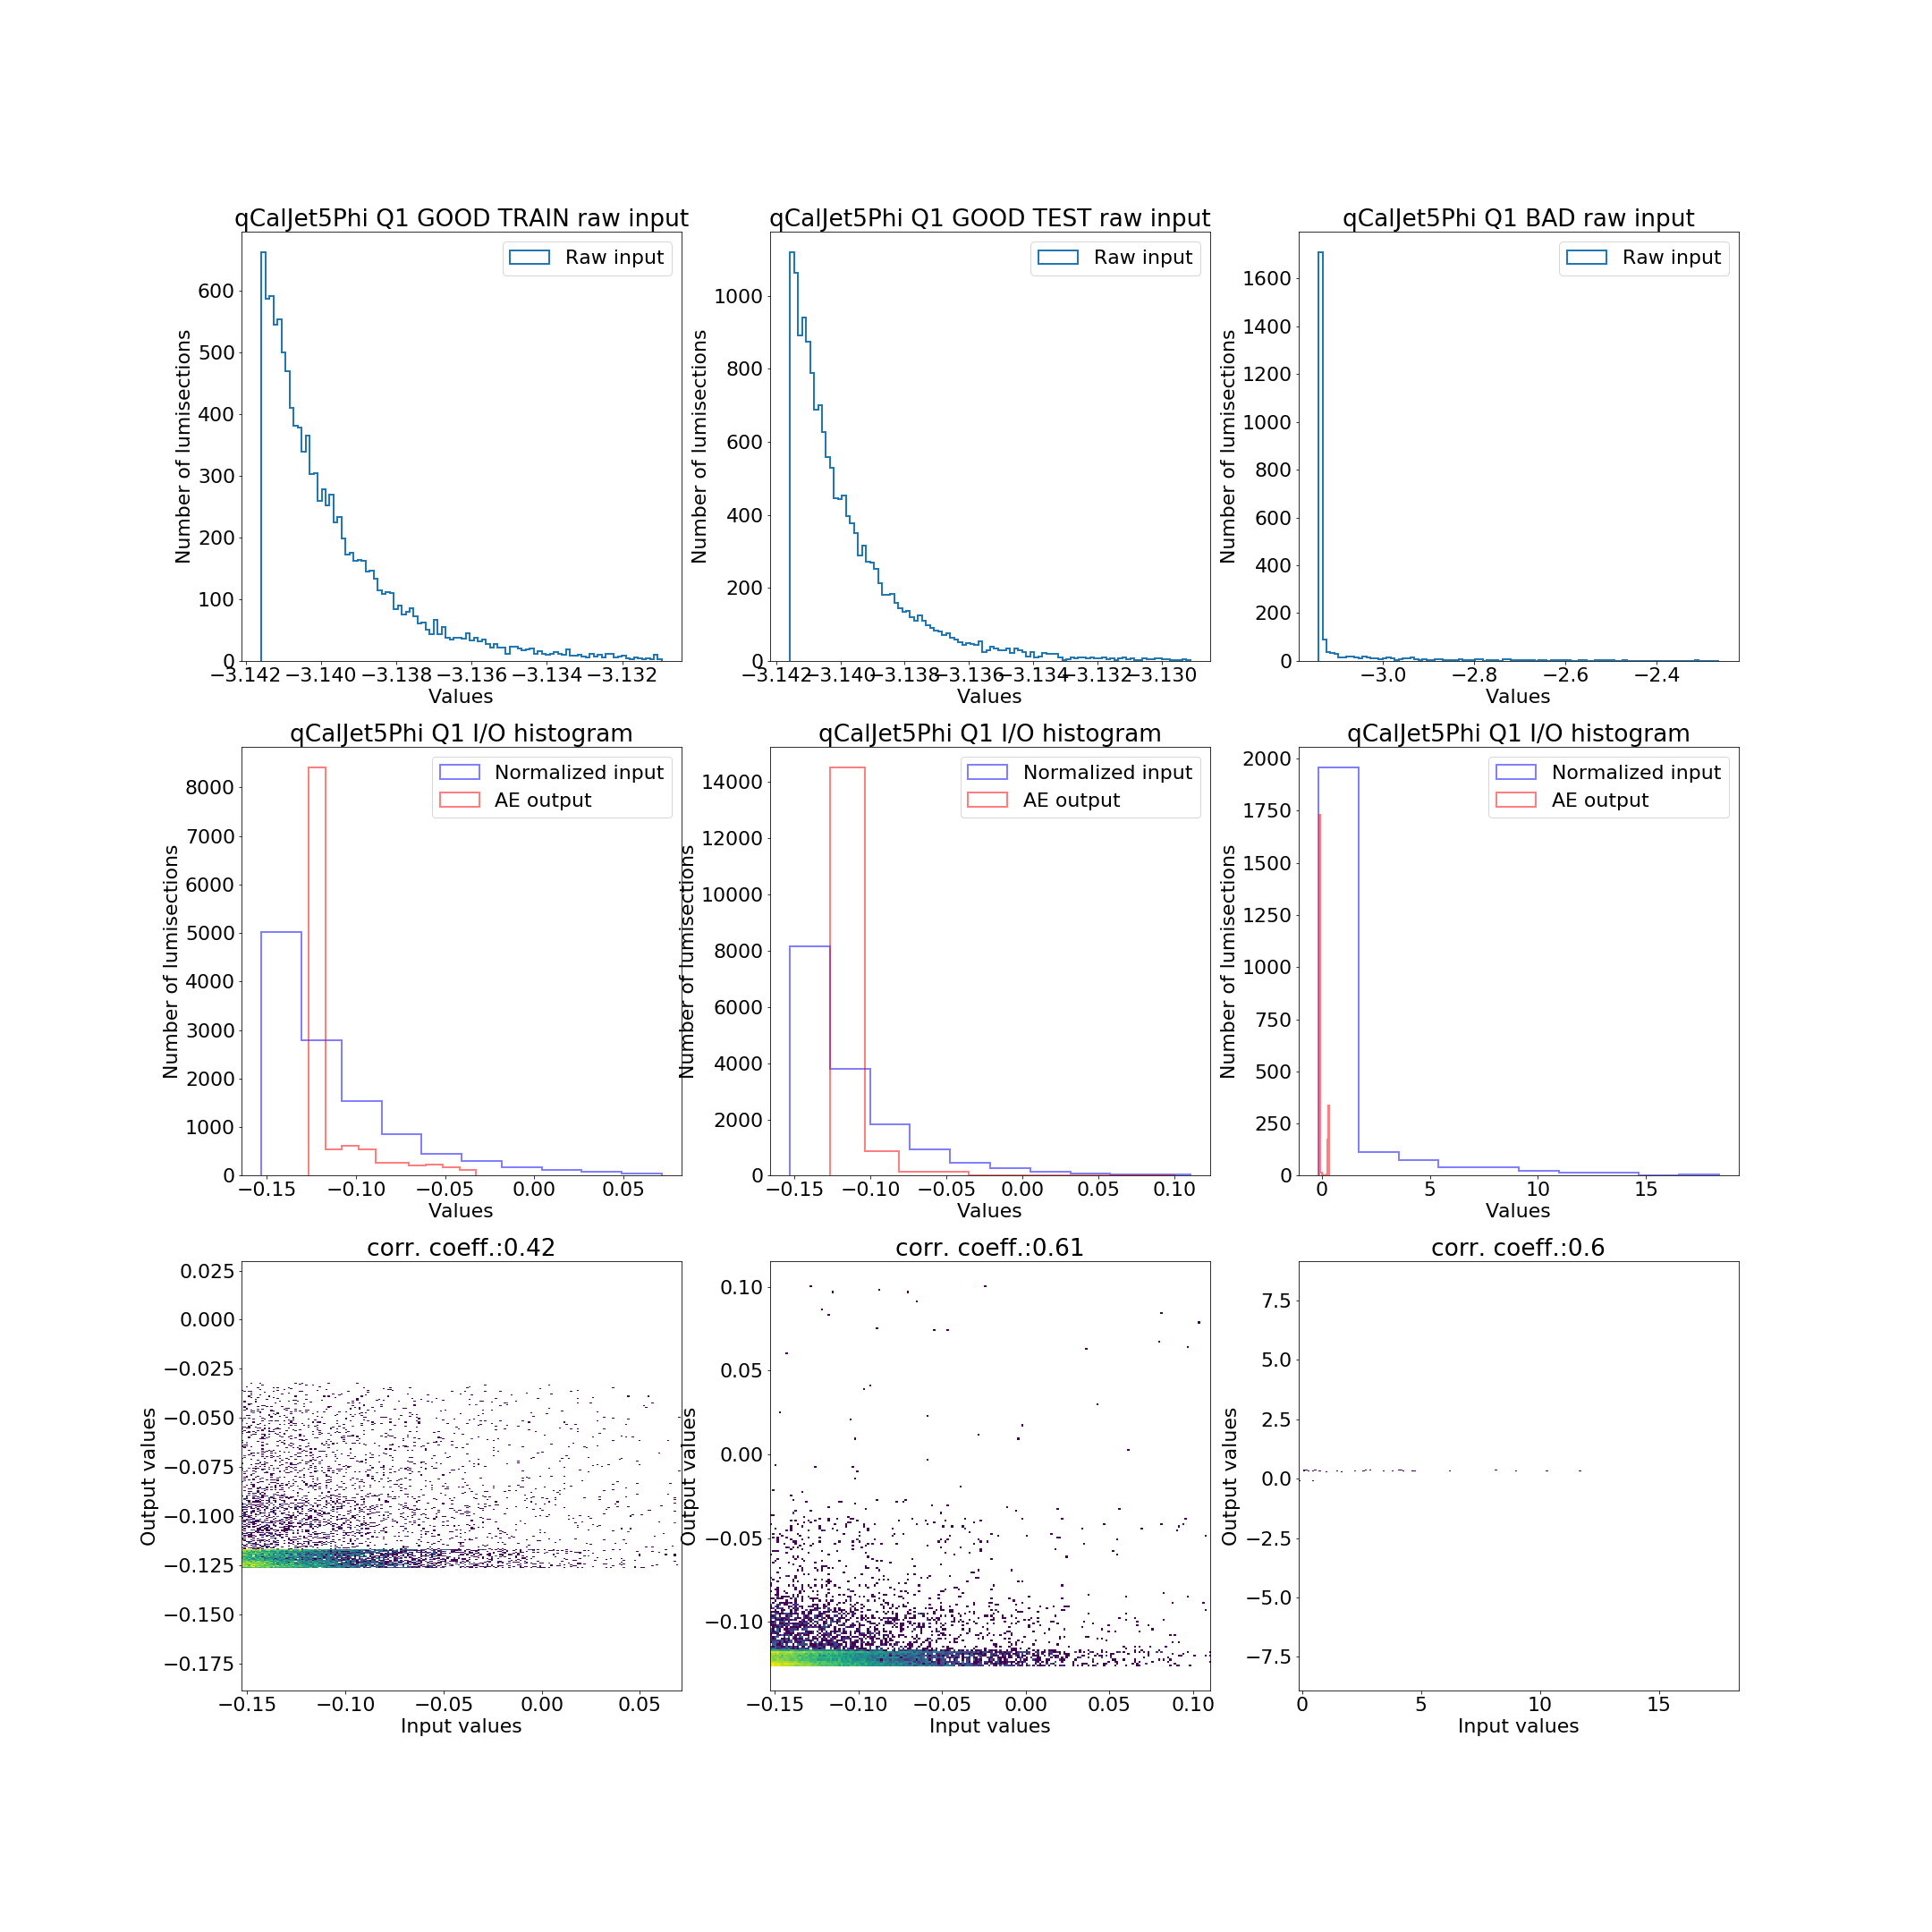 qCalJet5Phi Q1 GOOD TRAIN raw input
qCalJet5Phi Q1 GOOD TEST raw input
qCalJet5Phi Q1 BAD raw input
Raw input
Raw input
Raw input
Number of lumisections
600
500
400
300
200
100
0
−3.142 −3.140 −3.138 −3.136 −3.134 −3.132
Values
Number of lumisections
1000
800
600
400
200
0
−3.142 −3.140 −3.138 −3.136 −3.134 −3.132 −3.130
Values
Number of lumisections
1600
1400
1200
1000
800
600
400
200
0
−3.0 −2.8 −2.6 −2.4
Values
qCalJet5Phi Q1 I/O histogram
qCalJet5Phi Q1 I/O histogram
qCalJet5Phi Q1 I/O histogram
Normalized input
AE output
Normalized input
AE output
Normalized input
AE output
Number of lumisections
8000
7000
6000
5000
4000
3000
2000
1000
0
−0.15 −0.10 −0.05 0.00 0.05
Values
Number of lumisections
14000
12000
10000
8000
6000
4000
2000
0
−0.15 −0.10 −0.05 0.00 0.05 0.10
Values
Number of lumisections
2000
1750
1500
1250
1000
750
500
250
0
0 5 10 15
Values
corr. coeff.:0.42
corr. coeff.:0.61
corr. coeff.:0.6
Output values
0.025
0.000
−0.025
−0.050
−0.075
−0.100
−0.125
−0.150
−0.175
−0.15 −0.10 −0.05 0.00 0.05
Input values
Output values
0.10
0.05
0.00
−0.05
−0.10
−0.15 −0.10 −0.05 0.00 0.05 0.10
Input values
Output values
7.5
5.0
2.5
0.0
−2.5
−5.0
−7.5
0 5 10 15
Input values